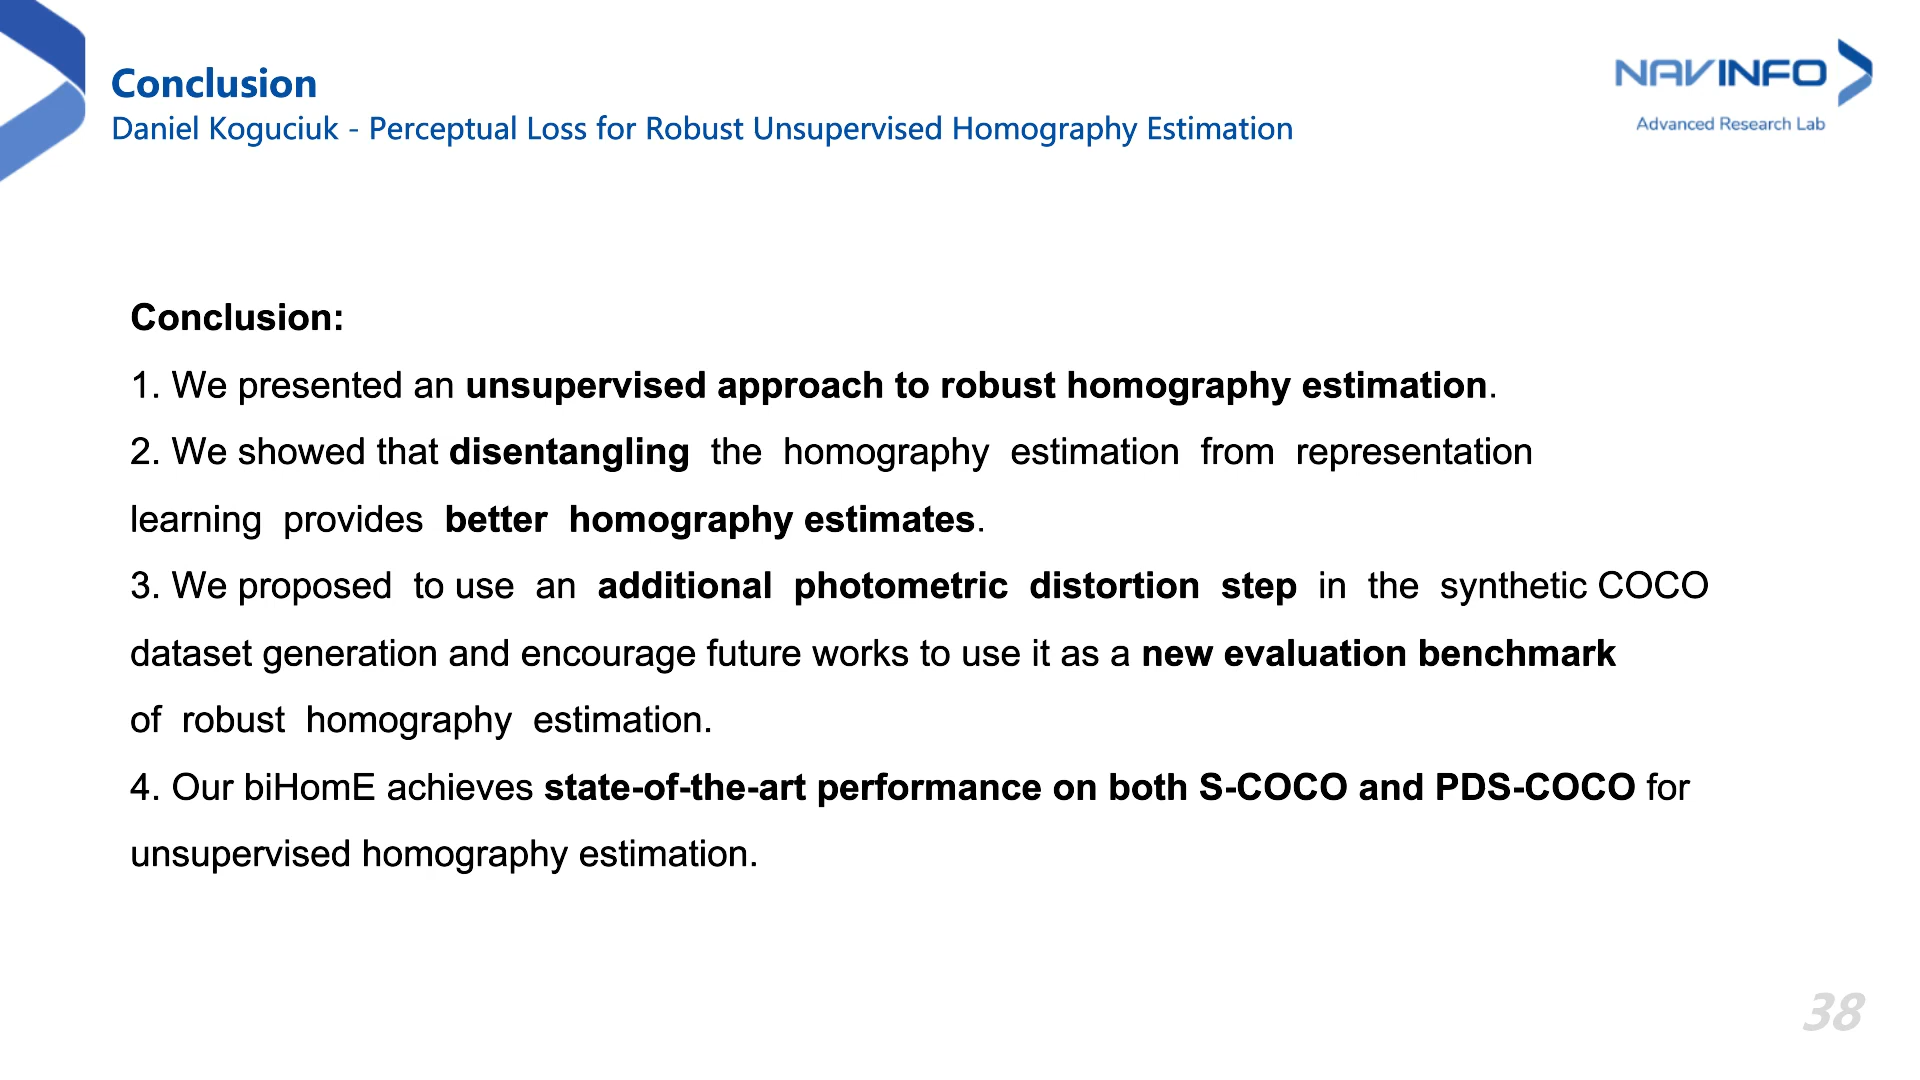 Conclusion
Daniel Koguciuk - Perceptual Loss for Robust Unsupervised Homography Estimation
NAVINFO
Advanced Research Lab
Conclusion:
1. We presented an unsupervised approach to robust homography estimation.
2. We showed that disentangling the homography estimation from representation
learning provides better homography estimates.
3. We proposed to use an additional photometric distortion step in the synthetic COCO
dataset generation and encourage future works to use it as a new evaluation benchmark
of robust homography estimation.
4. Our biHomE achieves state-of-the-art performance on both S-COCO and PDS-COCO for
unsupervised homography estimation.
38